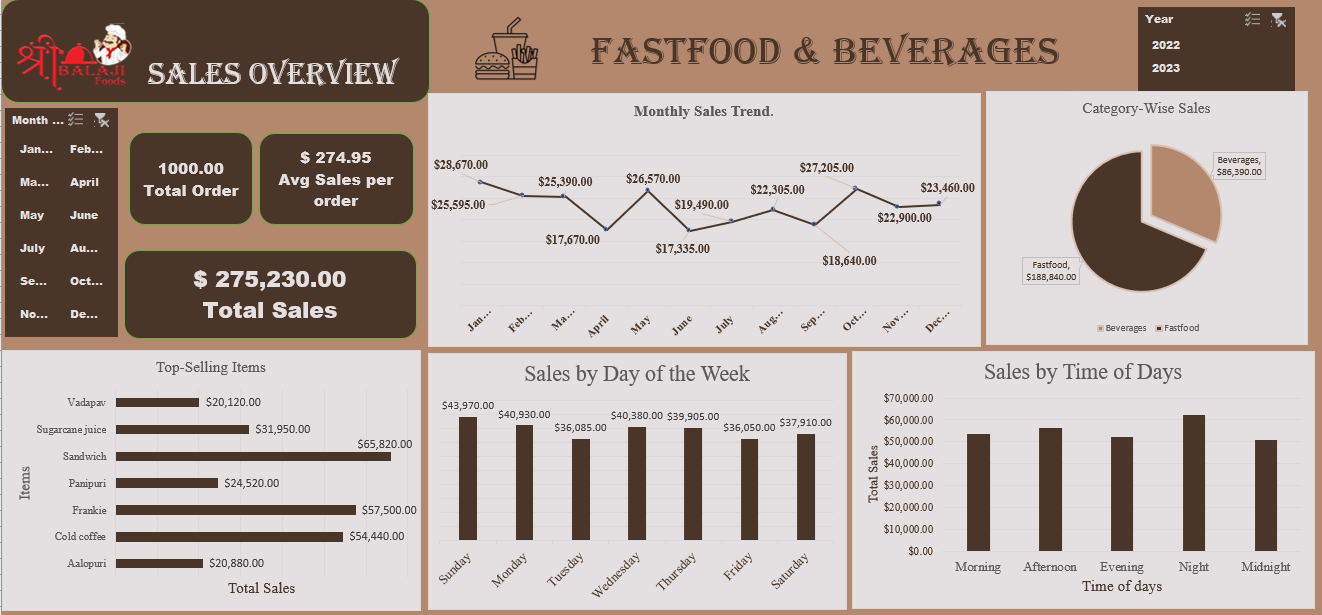 श्री
BALAJI
Foods
SALES OVERVIEW
FASTFOOD & BEVERAGES
Year
2022
2023
Month ...
Jan... Feb...
Ma... April
May June
July Au...
Se... Oct...
No... De...
1000.00
Total Order
$ 274.95
Avg Sales per
order
$ 275,230.00
Total Sales
Monthly Sales Trend.
$28,670.00
$25,595.00
$25,390.00
$17,670.00
$26,570.00
$17,335.00
$19,490.00
$22,305.00
$18,640.00
$27,205.00
$22,900.00
$23,460.00
Jan... Feb... Ma... April May June July Aug... Sep... Oct... Nov... Dec...
Category-Wise Sales
Beverages,
$86,390.00
Fastfood,
$188,840.00
Beverages Fastfood
Top-Selling Items
Items
Vadapav $20,120.00
Sugarcane juice $31,950.00
Sandwich $65,820.00
Panipuri $24,520.00
Frankie $57,500.00
Cold coffee $54,440.00
Aalopuri $20,880.00
Total Sales
Sales by Day of the Week
$43,970.00 $40,930.00 $36,085.00 $40,380.00 $39,905.00 $36,050.00 $37,910.00
Sunday Monday Tuesday Wednesday Thursday Friday Saturday
Sales by Time of Days
Total Sales
$70,000.00
$60,000.00
$50,000.00
$40,000.00
$30,000.00
$20,000.00
$10,000.00
$0.00
Morning Afternoon Evening Night Midnight
Time of days